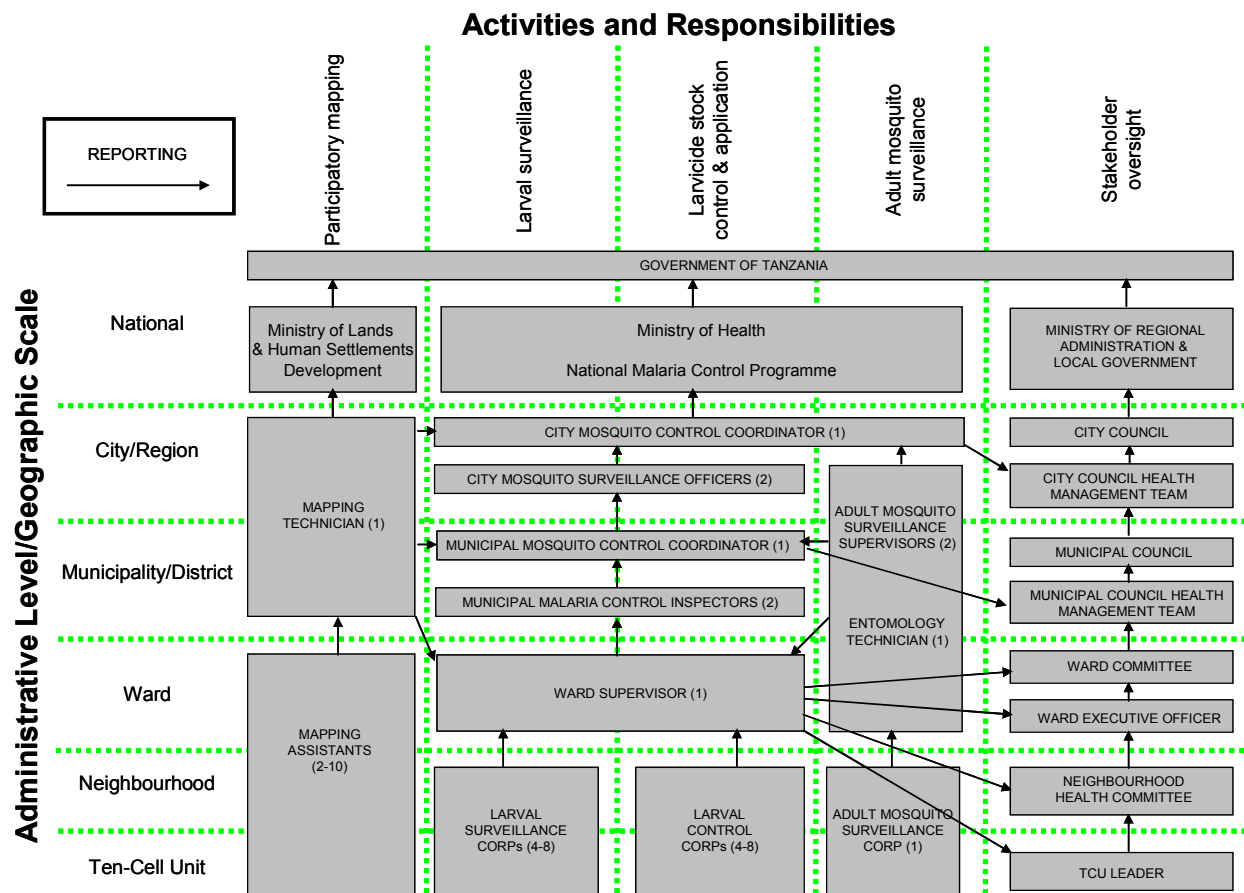 Activities and Responsibilities
REPORTING
Participatory mapping
Larval surveillance
Larvicide stock
control & application
Adult mosquito
surveillance
Stakeholder
oversight
Administrative Level/Geographic Scale
GOVERNMENT OF TANZANIA
National
Ministry of Lands
& Human Settlements
Development
Ministry of Health
National Malaria Control Programme
MINISTRY OF REGIONAL
ADMINISTRATION &
LOCAL GOVERNMENT
City/Region
MAPPING
TECHNICIAN (1)
CITY MOSQUITO CONTROL COORDINATOR (1)
CITY COUNCIL
CITY MOSQUITO SURVEILLANCE OFFICERS (2)
CITY COUNCIL HEALTH
MANAGEMENT TEAM
ADULT MOSQUITO
SURVEILLANCE
SUPERVISORS (2)
ENTOMOLOGY
TECHNICIAN (1)
Municipality/District
MUNICIPAL MOSQUITO CONTROL COORDINATOR (1)
MUNICIPAL COUNCIL
MUNICIPAL MALARIA CONTROL INSPECTORS (2)
MUNICIPAL COUNCIL HEALTH
MANAGEMENT TEAM
Ward
MAPPING
ASSISTANTS
(2-10)
WARD SUPERVISOR (1)
WARD COMMITTEE
WARD EXECUTIVE OFFICER
Neighbourhood
LARVAL
SURVEILLANCE
CORPs (4-8)
LARVAL
CONTROL
CORPs (4-8)
ADULT MOSQUITO
SURVEILLANCE
CORP (1)
NEIGHBOURHOOD
HEALTH COMMITTEE
Ten-Cell Unit
TCU LEADER